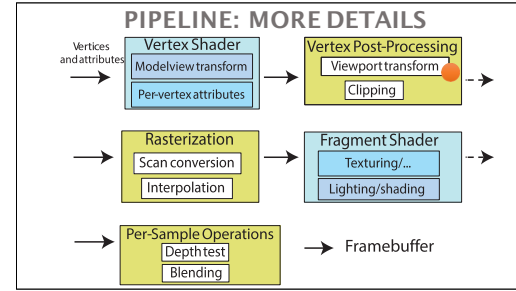 PIPELINE: MORE DETAILS
Vertices
and attributes
Vertex Shader
Modelview transform
Per-vertex attributes
Vertex Post-Processing
Viewport transform
Clipping
Rasterization
Scan conversion
Interpolation
Fragment Shader
Texturing/...
Lighting/shading
Per-Sample Operations
Depth test
Blending
Framebuffer